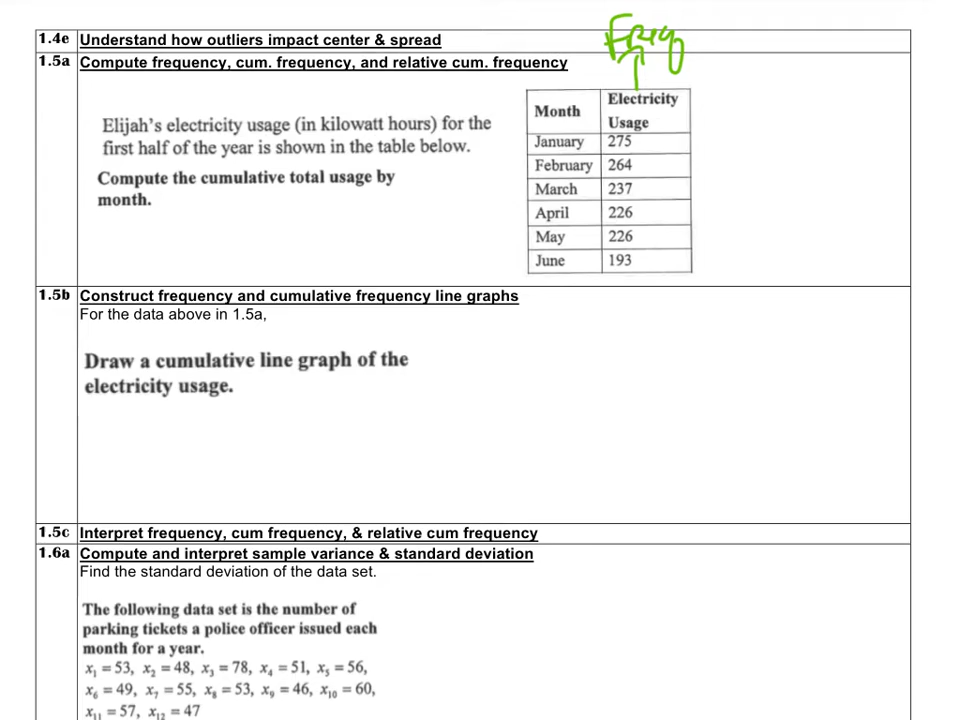 Freq
1.4e Understand how outliers impact center & spread
1.5a Compute frequency, cum. frequency, and relative cum. frequency
Elijah's electricity usage (in kilowatt hours) for the
first half of the year is shown in the table below.
Compute the cumulative total usage by
month.
Month Electricity Usage
January 275
February 264
March 237
April 226
May 226
June 193
1.5b Construct frequency and cumulative frequency line graphs
For the data above in 1.5a,
Draw a cumulative line graph of the
electricity usage.
1.5c Interpret frequency, cum frequency, & relative cum frequency
1.6a Compute and interpret sample variance & standard deviation
Find the standard deviation of the data set.
The following data set is the number of
parking tickets a police officer issued each
month for a year.
x₁ = 53, x₂ = 48, x₃ = 78, x₄ = 51, x₅ = 56,
x₆ = 49, x₇ = 55, x₈ = 53, x₉ = 46, x₁₀ = 60,
x₁₁ = 57, x₁₂ = 47